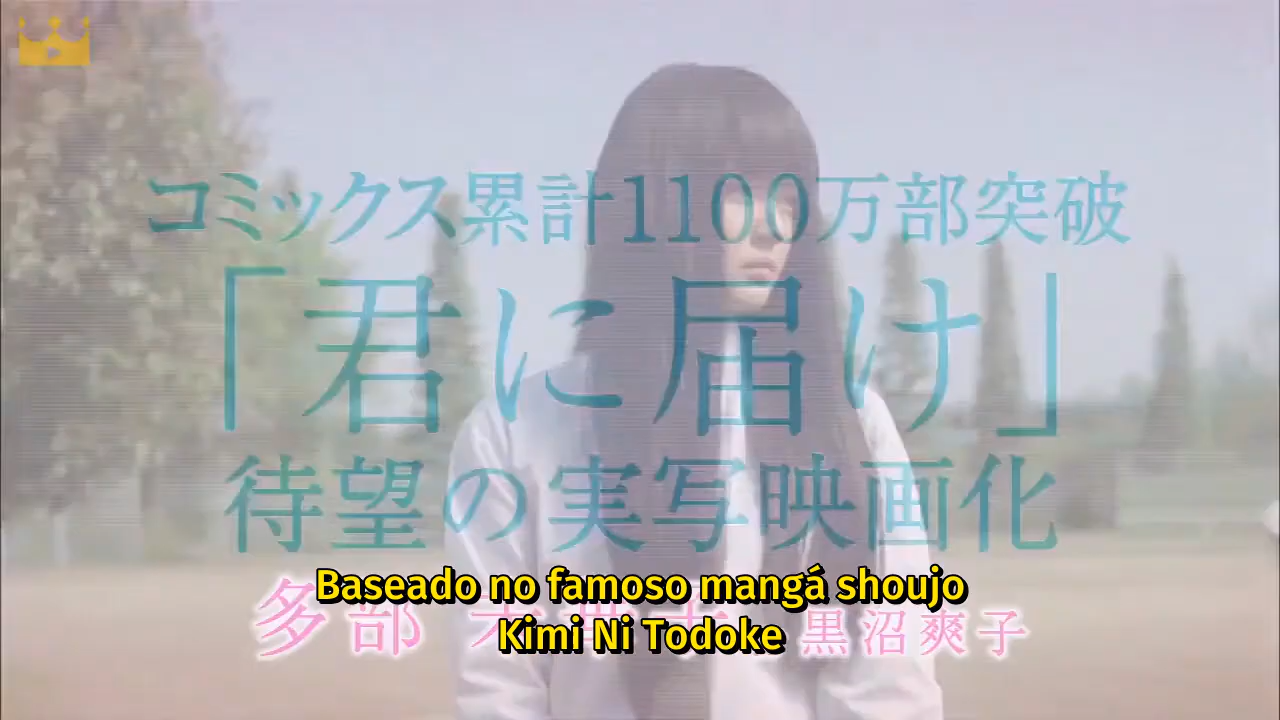 コミックス累計1100万部突破
「君に届け」
待望の実写映画化
多部
黒沼爽子
Baseado no famoso mangá shoujo
Kimi Ni Todoke